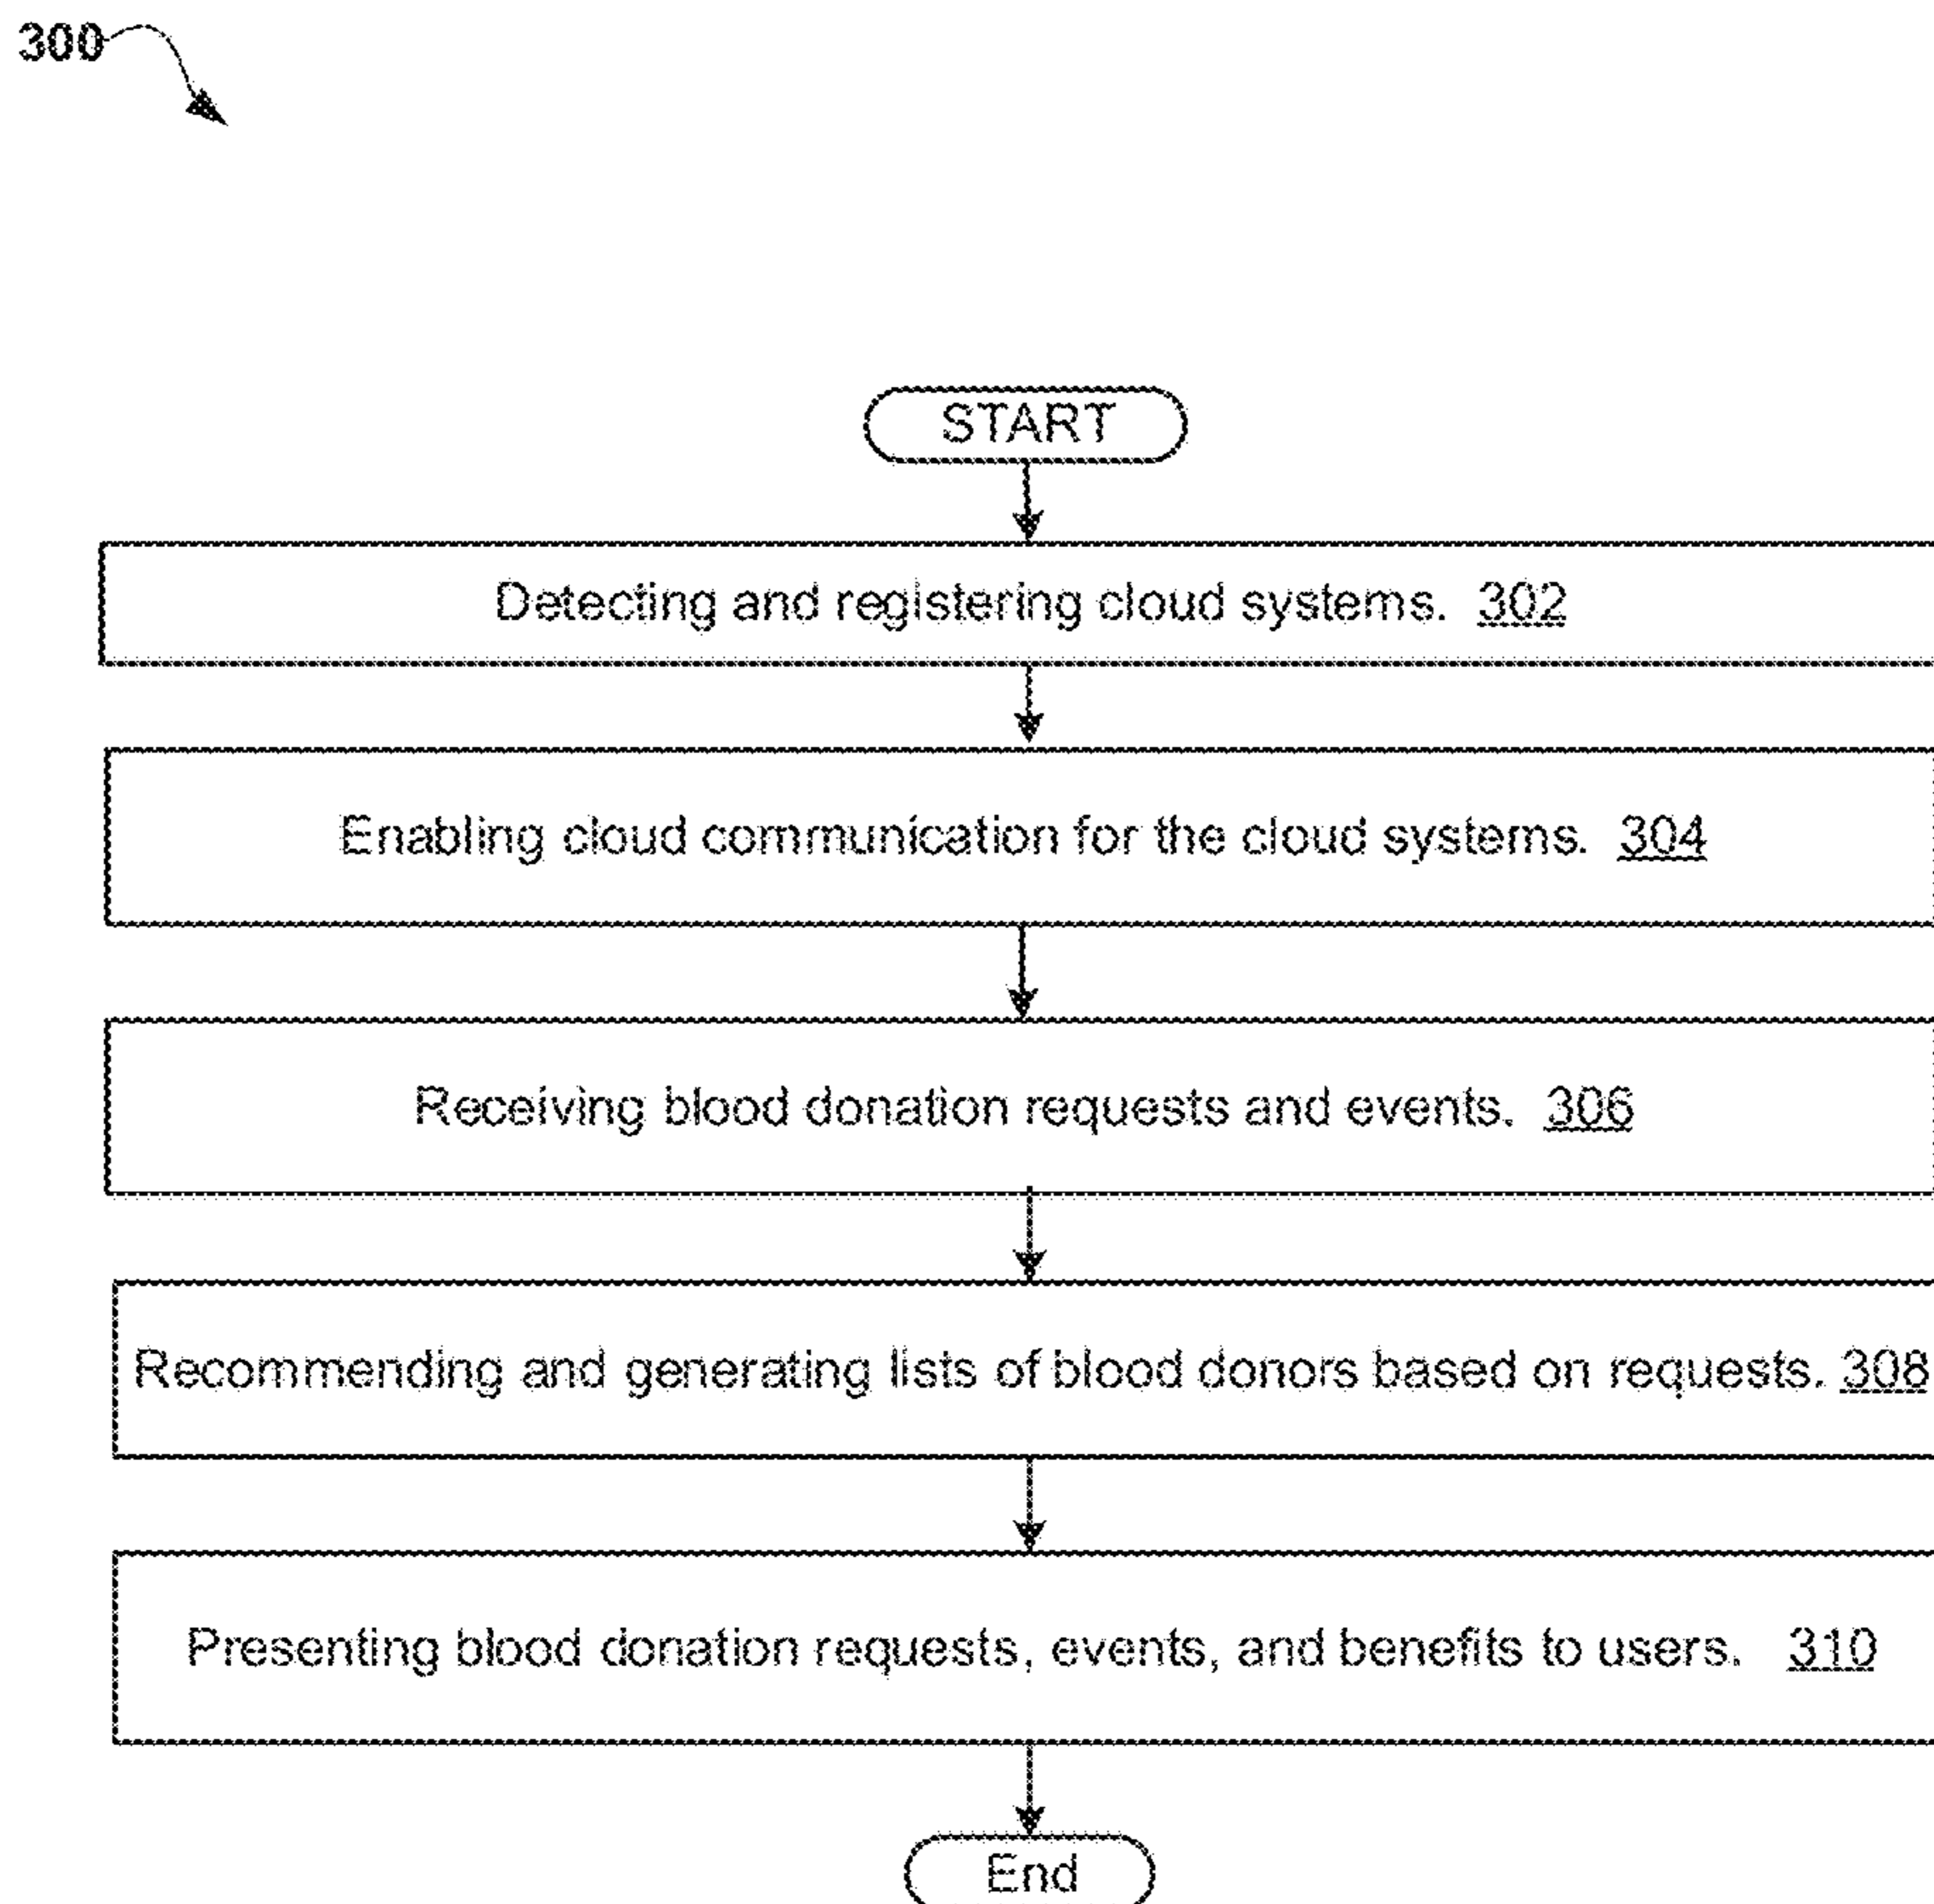 300
START
Detecting and registering cloud systems. 302
Enabling cloud communication for the cloud systems. 304
Receiving blood donation requests and events. 306
Recommending and generating lists of blood donors based on requests. 308
Presenting blood donation requests, events, and benefits to users. 310
End